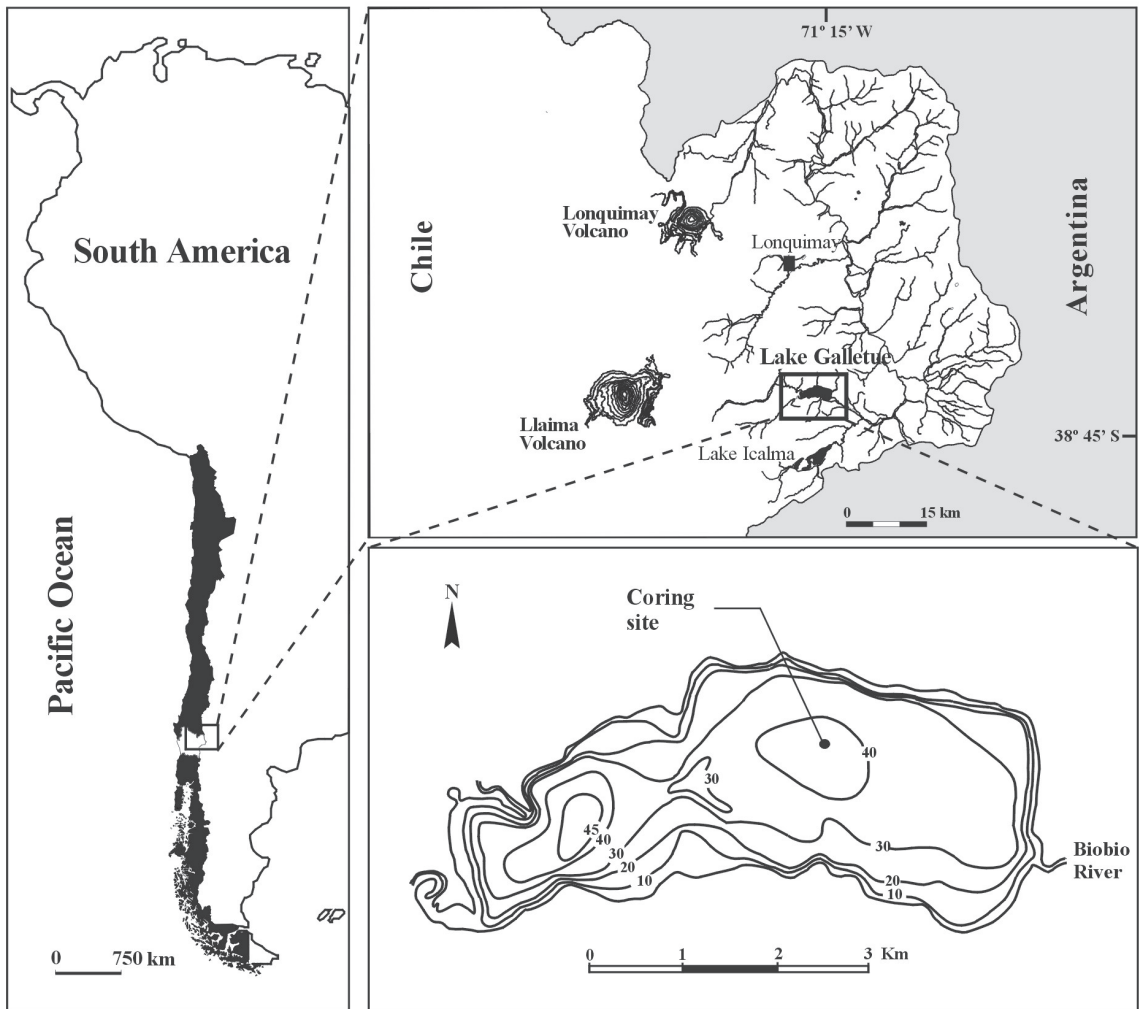 South America
Pacific Ocean
0
750 km
71º 15’ W
Lonquimay
Volcano
Lonquimay
Chile
Argentina
Lake Galletue
Llaima
Volcano
38º 45’ S
Lake Icalma
0
15 km
N
Coring
site
40
30
45
40
30
20
10
30
20
10
Biobio
River
0
1
2
3
Km